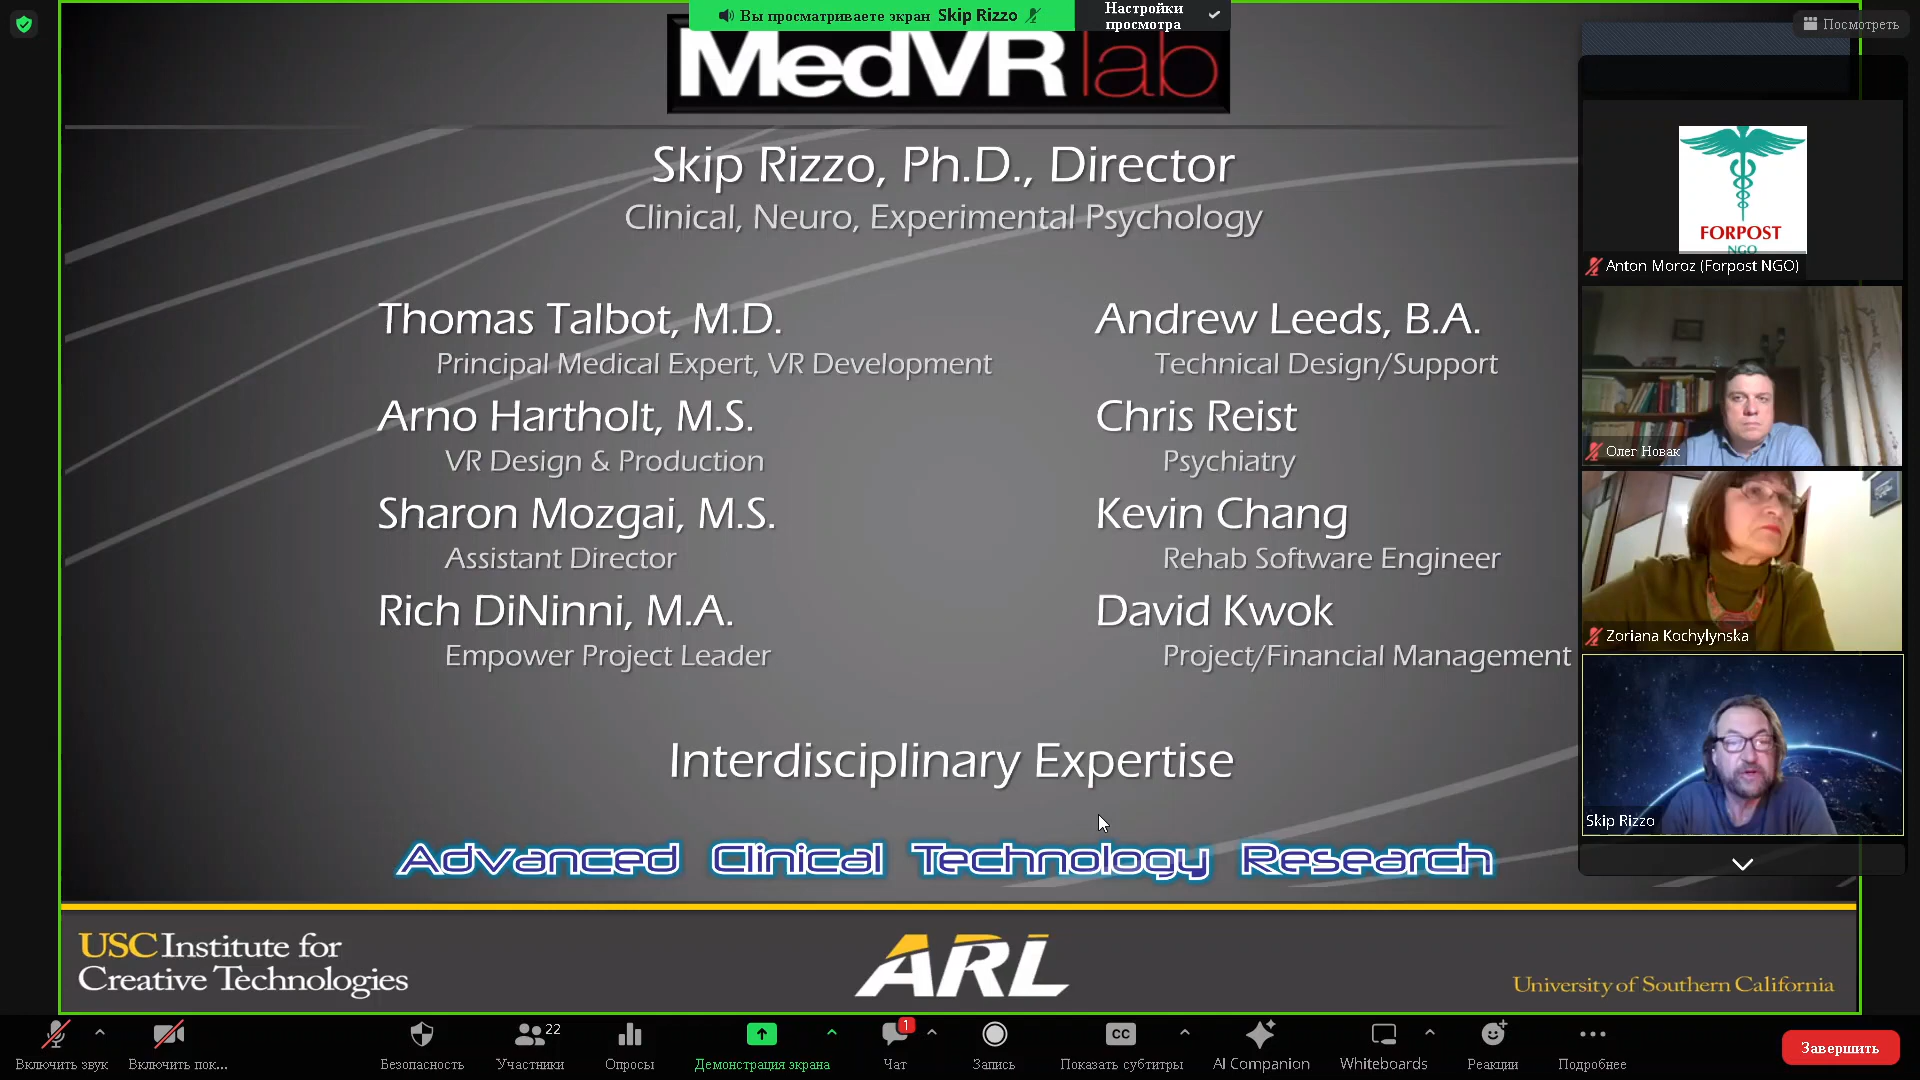 Вы просматриваете экран Skip Rizzo
Настройки
просмотра
Посмотреть
MedVR lab
Skip Rizzo, Ph.D., Director
Clinical, Neuro, Experimental Psychology
Thomas Talbot, M.D.
Principal Medical Expert, VR Development
Arno Hartholt, M.S.
VR Design & Production
Sharon Mozgai, M.S.
Assistant Director
Rich DiNinni, M.A.
Empower Project Leader
Andrew Leeds, B.A.
Technical Design/Support
Chris Reist
Psychiatry
Kevin Chang
Rehab Software Engineer
David Kwok
Project/Financial Management
Interdisciplinary Expertise
Advanced Clinical Technology Research
USC Institute for
Creative Technologies
ARL
University of Southern California
FORPOST
NGO
Anton Moroz (Forpost NGO)
Олег Новак
Zoriana Kochylynska
Skip Rizzo
Включить звук
Включить пок...
Безопасность
22
Участники
Опросы
Демонстрация экрана
1
Чат
Запись
CC
Показать субтитры
AI Companion
Whiteboards
Реакции
Подробнее
Завершить